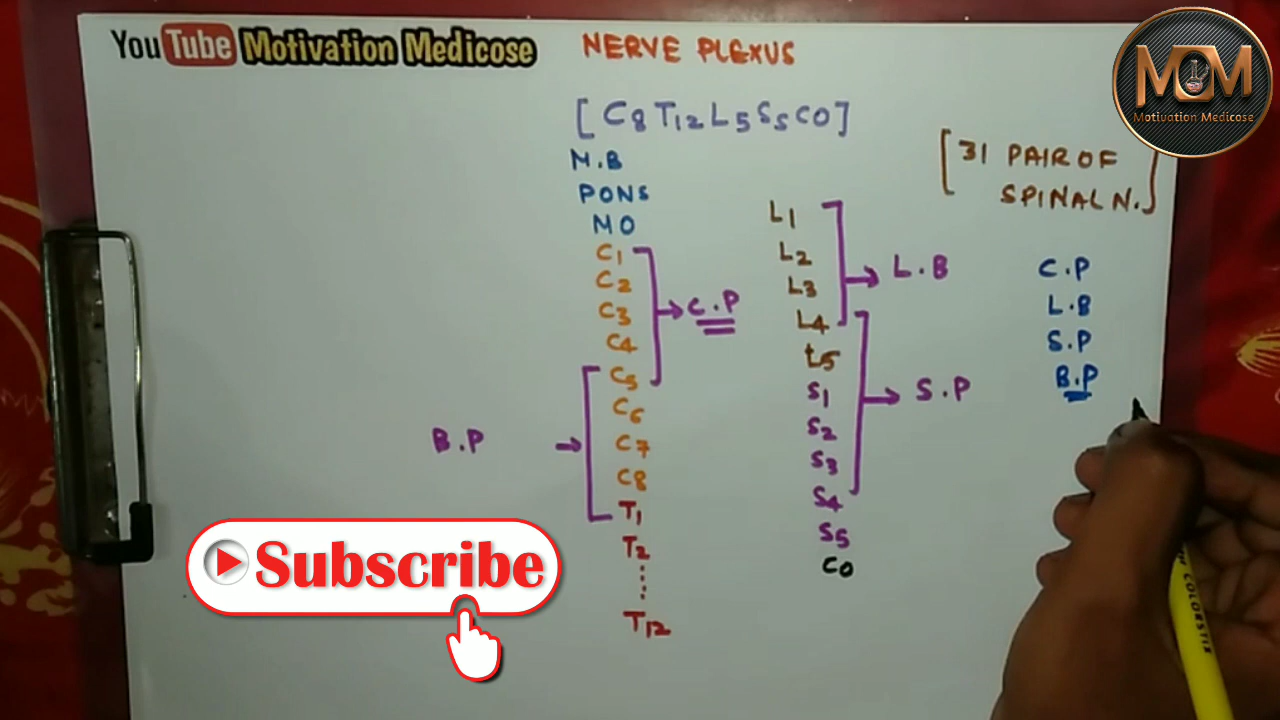 YouTube Motivation Medicose
NERVE PLEXUS
MOM
Motivation Medicose
[C8 T12 L5 S5 CO]
[31 PAIR OF
SPINAL N.]
M.B
PONS
MO
C1
C2
C3
C4
C5
C6
C7
C8
T1
T2
T12
C.P
B.P
L1
L2
L3
L4
L5
S1
S2
S3
S4
S5
CO
L.B
S.P
C.P
L.B
S.P
B.P
Subscribe
COLORSTIX